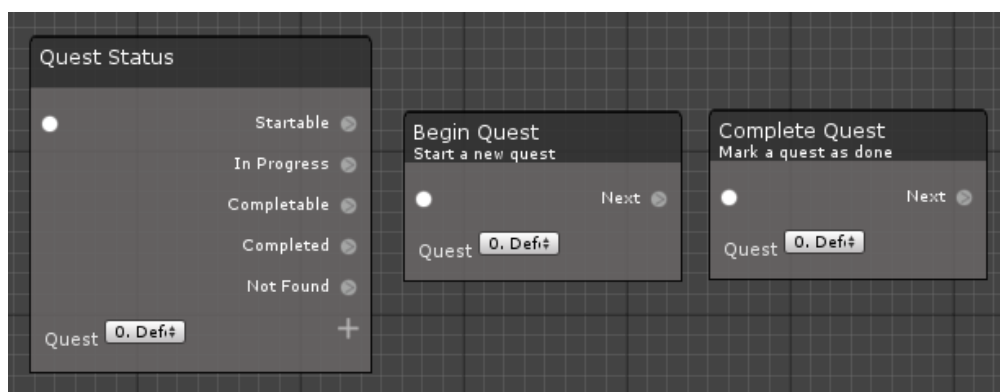 Quest Status
Startable
In Progress
Completable
Completed
Not Found
Quest 0. Defi
Begin Quest
Start a new quest
Next
Quest 0. Defi
Complete Quest
Mark a quest as done
Next
Quest 0. Defi